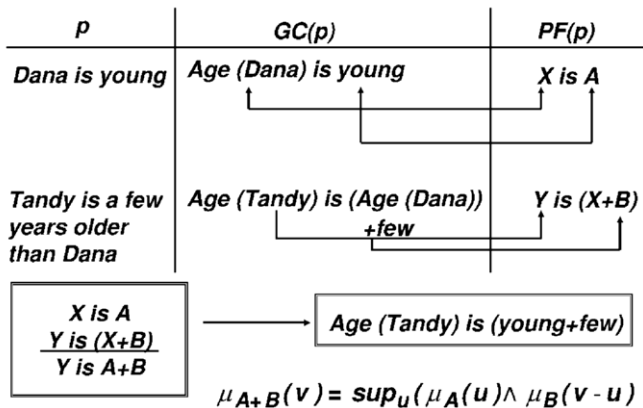 p GC(p) PF(p)
Dana is young Age (Dana) is young X is A
Tandy is a few Age (Tandy) is (Age (Dana)) Y is (X+B)
years older +few
than Dana
X is A
Y is (X+B) Age (Tandy) is (young+few)
Y is A+B
μA+B(v) = supu(μA(u)∧ μB(v - u)